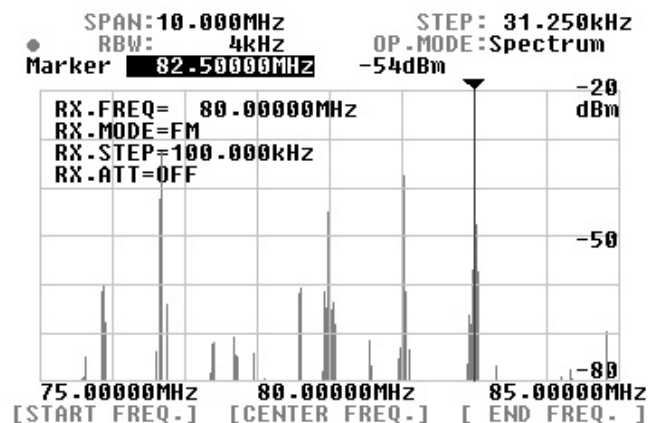 SPAN:10.000MHz STEP: 31.250kHz
RBW: 4kHz OP.MODE:Spectrum
Marker 82.50000MHz -54dBm
-20
RX.FREQ= 80.00000MHz dBm
RX.MODE=FM
RX.STEP=100.000kHz
RX.ATT=OFF
-50
-80
75.00000MHz 80.00000MHz 85.00000MHz
[START FREQ.] [CENTER FREQ.] [ END FREQ. ]